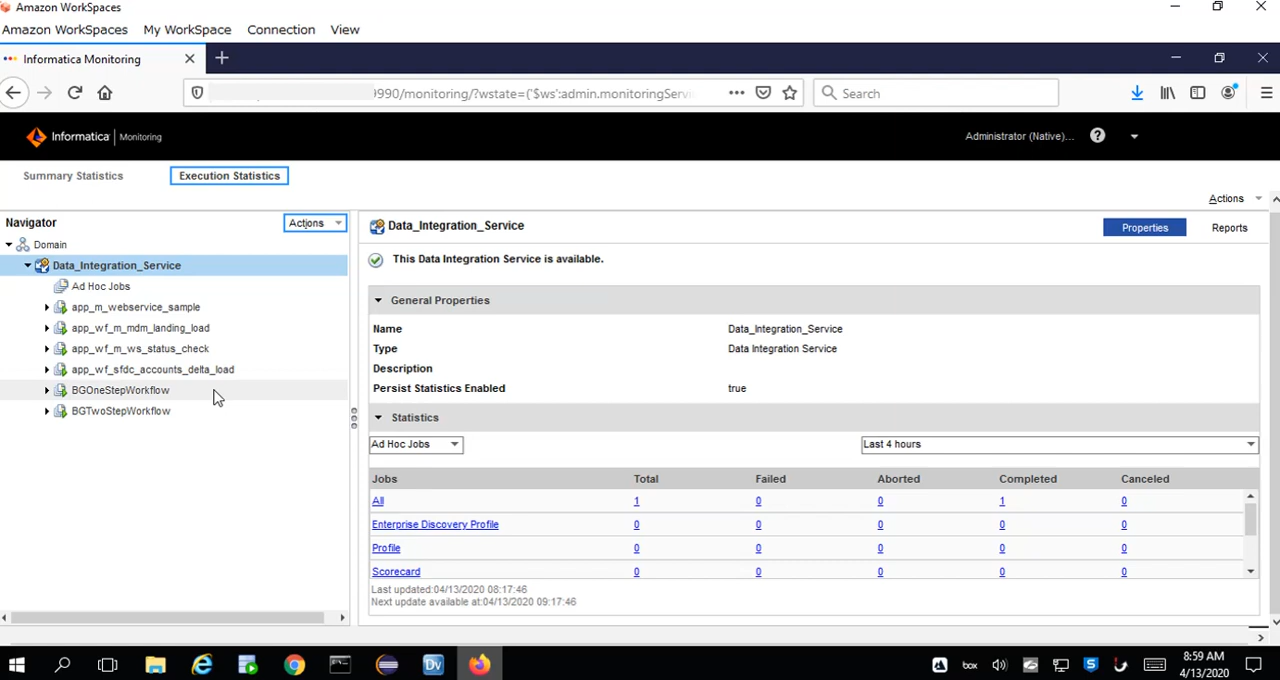 Amazon WorkSpaces
Amazon WorkSpaces My WorkSpace Connection View
Informatica Monitoring
9990/monitoring/?wstate=('$ws':admin.monitoringServi
Search
Informatica Monitoring
Administrator (Native)...
Summary Statistics Execution Statistics
Actions
Navigator Actions
Data_Integration_Service Properties Reports
Domain
This Data Integration Service is available.
Data_Integration_Service
Ad Hoc Jobs
app_m_webservice_sample
app_wf_m_mdm_landing_load
app_wf_m_ws_status_check
app_wf_sfdc_accounts_delta_load
BGOneStepWorkflow
BGTwoStepWorkflow
General Properties
Name Data_Integration_Service
Type Data Integration Service
Description
Persist Statistics Enabled true
Statistics
Ad Hoc Jobs Last 4 hours
Jobs Total Failed Aborted Completed Canceled
All 1 0 0 1 0
Enterprise Discovery Profile 0 0 0 0 0
Profile 0 0 0 0 0
Scorecard 0 0 0 0 0
Last updated:04/13/2020 08:17:46
Next update available at:04/13/2020 09:17:46
Dv
box
S
8:59 AM
4/13/2020